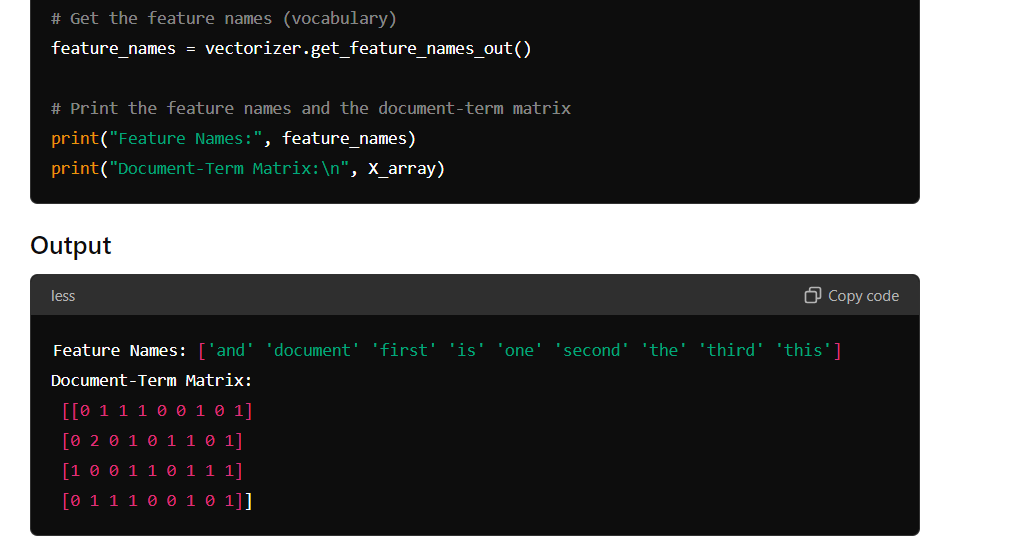 # Get the feature names (vocabulary)
feature_names = vectorizer.get_feature_names_out()
# Print the feature names and the document-term matrix
print("Feature Names:", feature_names)
print("Document-Term Matrix:\n", X_array)
Output
less
Copy code
Feature Names: ['and' 'document' 'first' 'is' 'one' 'second' 'the' 'third' 'this']
Document-Term Matrix:
[[0 1 1 1 0 0 1 0 1]
[0 2 0 1 0 1 1 0 1]
[1 0 0 1 1 0 1 1 1]
[0 1 1 1 0 0 1 0 1]]